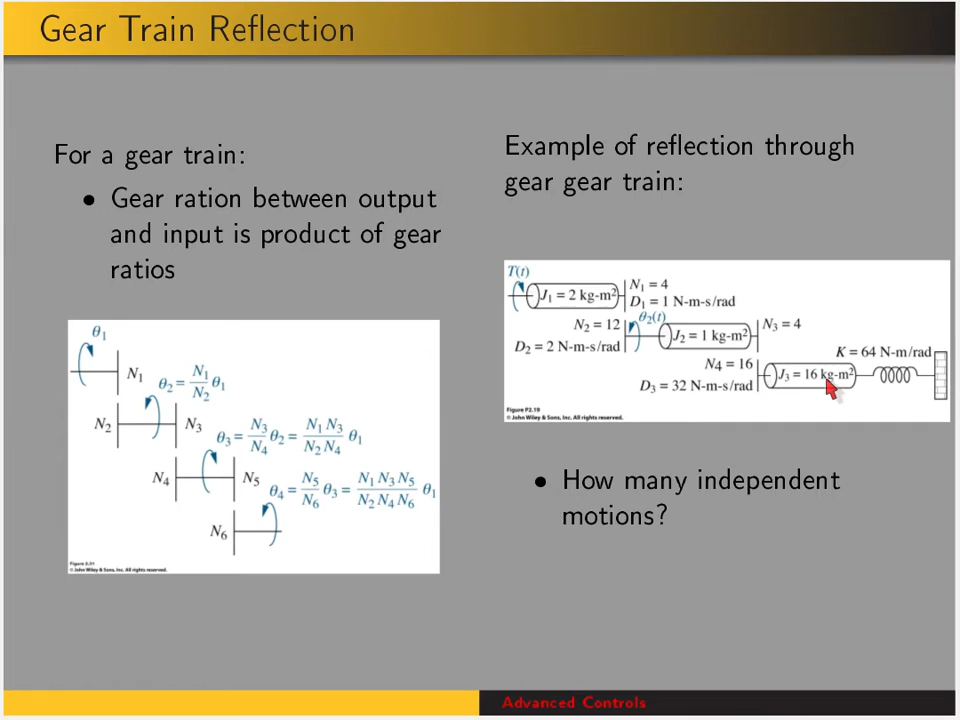 Gear Train Reflection
For a gear train:
• Gear ration between output
and input is product of gear
ratios
θ1
N1
θ2 = N1/N2 θ1
N2
N3
θ3 = N3/N4 θ2 = N1 N3/N2 N4 θ1
N4
N5
θ4 = N5/N6 θ3 = N1 N3 N5/N2 N4 N6 θ1
N6
Figure 2.31
© John Wiley & Sons, Inc. All rights reserved.
Example of reflection through
gear gear train:
T(t)
J1 = 2 kg-m²
N1 = 4
D1 = 1 N-m-s/rad
N2 = 12
θ2(t)
D2 = 2 N-m-s/rad
J2 = 1 kg-m²
N3 = 4
N4 = 16
K = 64 N-m/rad
J3 = 16 kg-m²
D3 = 32 N-m-s/rad
Figure P2.19
© John Wiley & Sons, Inc. All rights reserved.
• How many independent
motions?
Advanced Controls